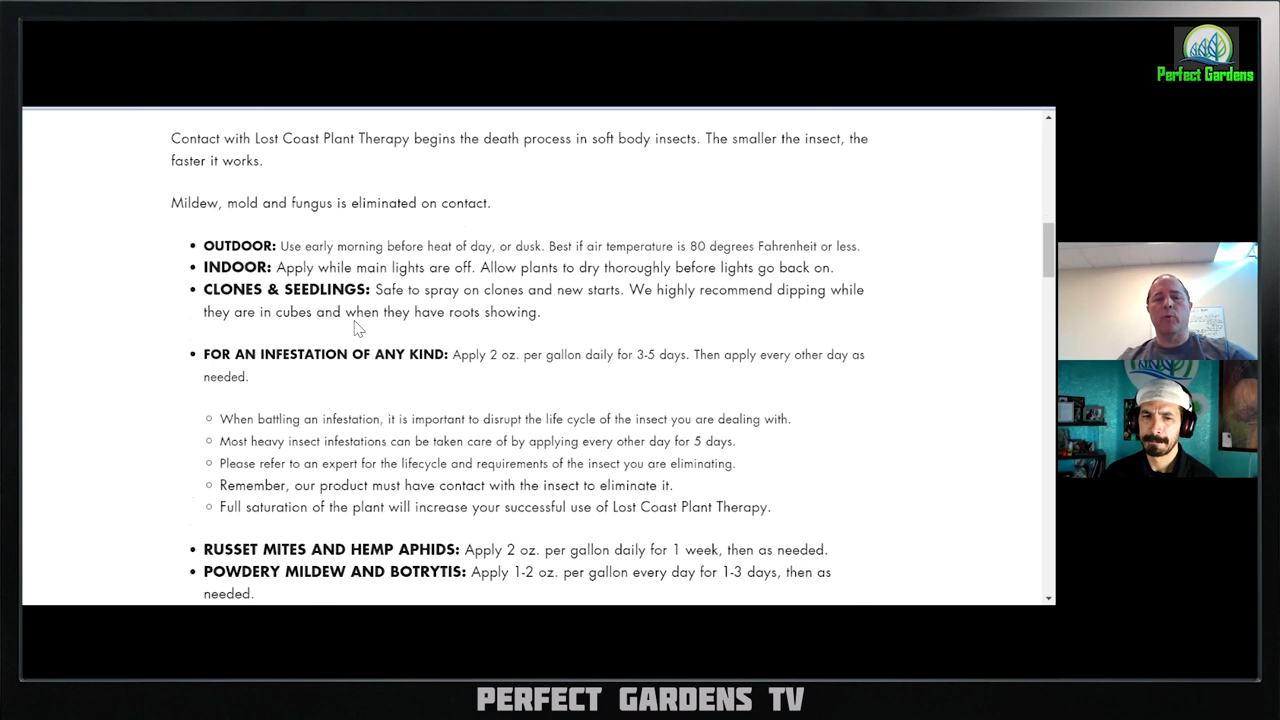 Perfect Gardens
Contact with Lost Coast Plant Therapy begins the death process in soft body insects. The smaller the insect, the
faster it works.
Mildew, mold and fungus is eliminated on contact.
• OUTDOOR: Use early morning before heat of day, or dusk. Best if air temperature is 80 degrees Fahrenheit or less.
• INDOOR: Apply while main lights are off. Allow plants to dry thoroughly before lights go back on.
• CLONES & SEEDLINGS: Safe to spray on clones and new starts. We highly recommend dipping while
they are in cubes and when they have roots showing.
• FOR AN INFESTATION OF ANY KIND: Apply 2 oz. per gallon daily for 3-5 days. Then apply every other day as
needed.
○ When battling an infestation, it is important to disrupt the life cycle of the insect you are dealing with.
○ Most heavy insect infestations can be taken care of by applying every other day for 5 days.
○ Please refer to an expert for the lifecycle and requirements of the insect you are eliminating.
○ Remember, our product must have contact with the insect to eliminate it.
○ Full saturation of the plant will increase your successful use of Lost Coast Plant Therapy.
• RUSSET MITES AND HEMP APHIDS: Apply 2 oz. per gallon daily for 1 week, then as needed.
• POWDERY MILDEW AND BOTRYTIS: Apply 1-2 oz. per gallon every day for 1-3 days, then as
needed.
PERFECT GARDENS TV